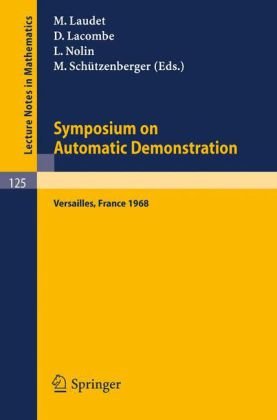 M. Laudet
D. Lacombe
L. Nolin
M. Schützenberger (Eds.)
Lecture Notes in Mathematics
Symposium on
Automatic Demonstration
125
Versailles, France 1968
Springer